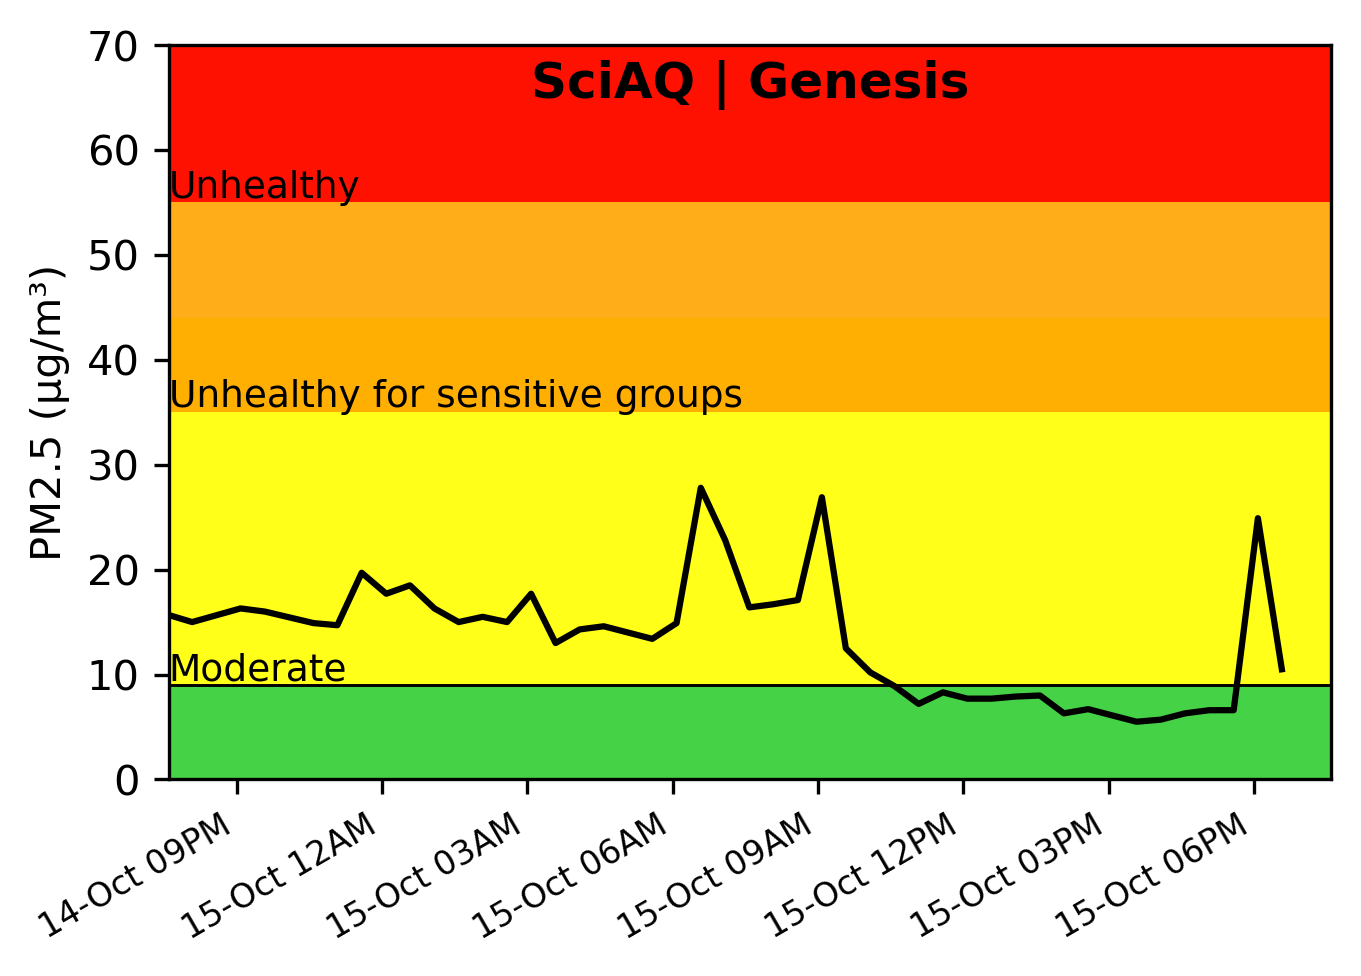 SciAQ | Genesis
70
60
50
40
30
20
10
0
PM2.5 (µg/m³)
Unhealthy
Unhealthy for sensitive groups
Moderate
14-Oct 09PM
15-Oct 12AM
15-Oct 03AM
15-Oct 06AM
15-Oct 09AM
15-Oct 12PM
15-Oct 03PM
15-Oct 06PM